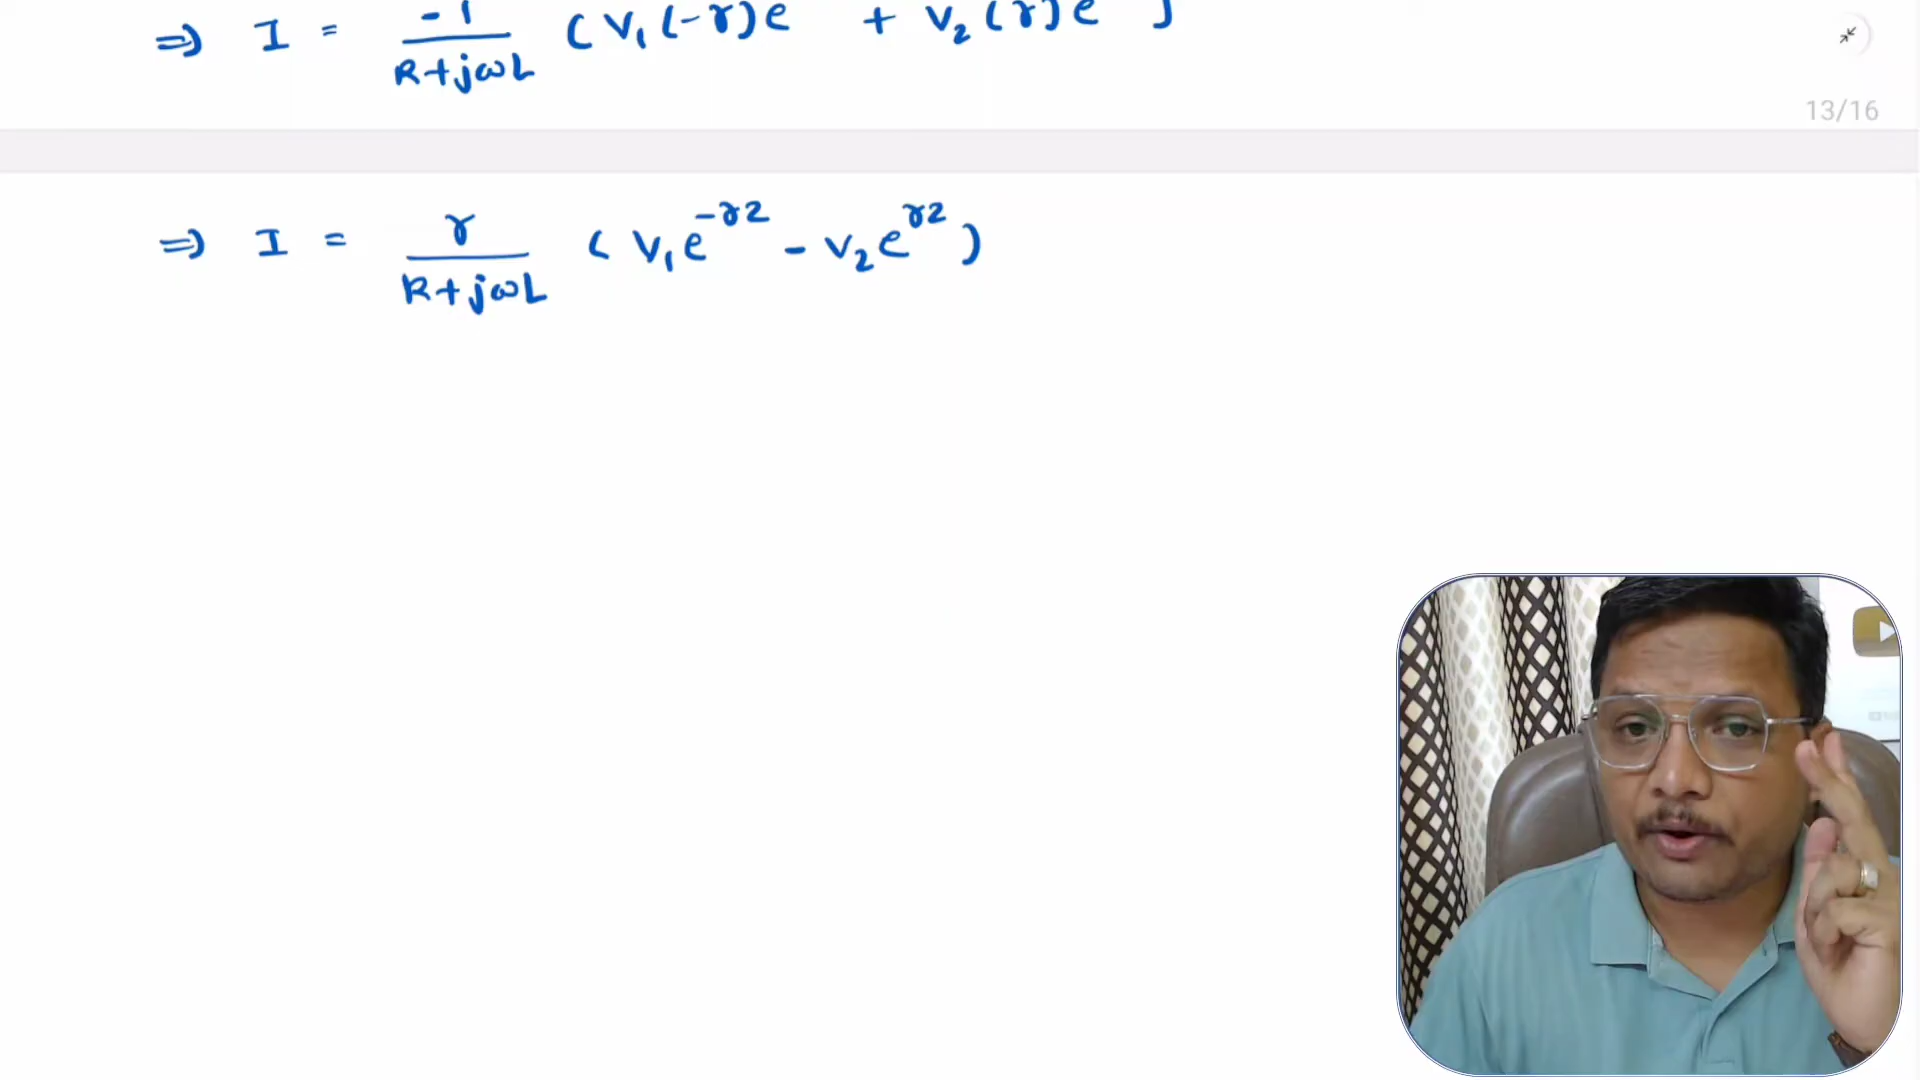 ⇒ I = -1 / R+jωL (V₁(-γ)e + V₂(γ)e )
13/16
⇒ I = γ / R+jωL (V₁e^-γz - V₂e^γz)